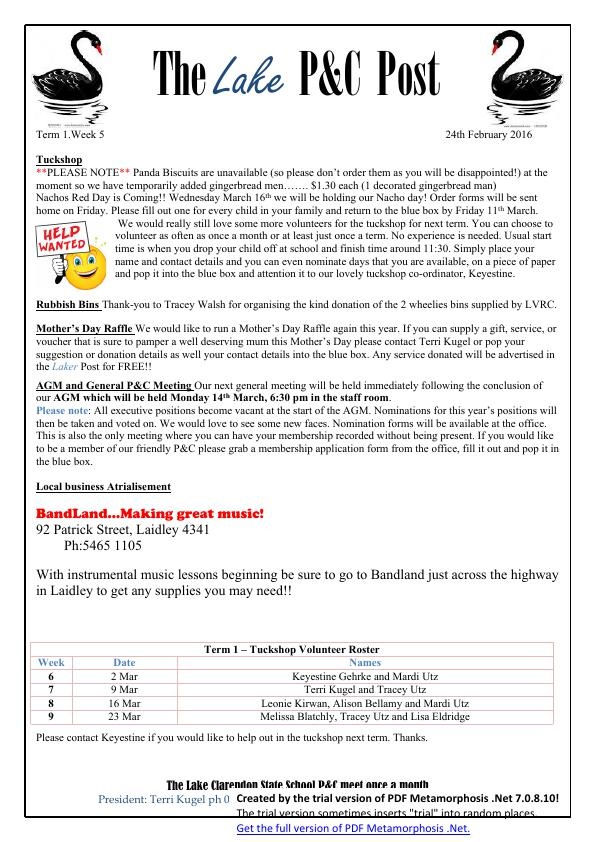 The Lake P&C Post
Term 1.Week 5 24th February 2016
Tuckshop
**PLEASE NOTE** Panda Biscuits are unavailable (so please don't order them as you will be disappointed!) at the
moment so we have temporarily added gingerbread men……. $1.30 each (1 decorated gingerbread man)
Nachos Red Day is Coming!! Wednesday March 16th we will be holding our Nacho day! Order forms will be sent
home on Friday. Please fill out one for every child in your family and return to the blue box by Friday 11th March.
HELP WANTED
We would really still love some more volunteers for the tuckshop for next term. You can choose to
volunteer as often as once a month or at least just once a term. No experience is needed. Usual start
time is when you drop your child off at school and finish time around 11:30. Simply place your
name and contact details and you can even nominate days that you are available, on a piece of paper
and pop it into the blue box and attention it to our lovely tuckshop co-ordinator, Keyestine.
Rubbish Bins Thank-you to Tracey Walsh for organising the kind donation of the 2 wheelies bins supplied by LVRC.
Mother's Day Raffle We would like to run a Mother's Day Raffle again this year. If you can supply a gift, service, or
voucher that is sure to pamper a well deserving mum this Mother's Day please contact Terri Kugel or pop your
suggestion or donation details as well your contact details into the blue box. Any service donated will be advertised in
the Laker Post for FREE!!
AGM and General P&C Meeting Our next general meeting will be held immediately following the conclusion of
our AGM which will be held Monday 14th March, 6:30 pm in the staff room.
Please note: All executive positions become vacant at the start of the AGM. Nominations for this year's positions will
then be taken and voted on. We would love to see some new faces. Nomination forms will be available at the office.
This is also the only meeting where you can have your membership recorded without being present. If you would like
to be a member of our friendly P&C please grab a membership application form from the office, fill it out and pop it in
the blue box.
Local business Atrialisement
BandLand…Making great music!
92 Patrick Street, Laidley 4341
Ph:5465 1105
With instrumental music lessons beginning be sure to go to Bandland just across the highway
in Laidley to get any supplies you may need!!
Term 1 – Tuckshop Volunteer Roster
Week Date Names
6 2 Mar Keyestine Gehrke and Mardi Utz
7 9 Mar Terri Kugel and Tracey Utz
8 16 Mar Leonie Kirwan, Alison Bellamy and Mardi Utz
9 23 Mar Melissa Blatchly, Tracey Utz and Lisa Eldridge
Please contact Keyestine if you would like to help out in the tuckshop next term. Thanks.
The Lake Clarendon State School P&C meet once a month
President: Terri Kugel ph 0
Created by the trial version of PDF Metamorphosis .Net 7.0.8.10!
The trial version sometimes inserts "trial" into random places.
Get the full version of PDF Metamorphosis .Net.